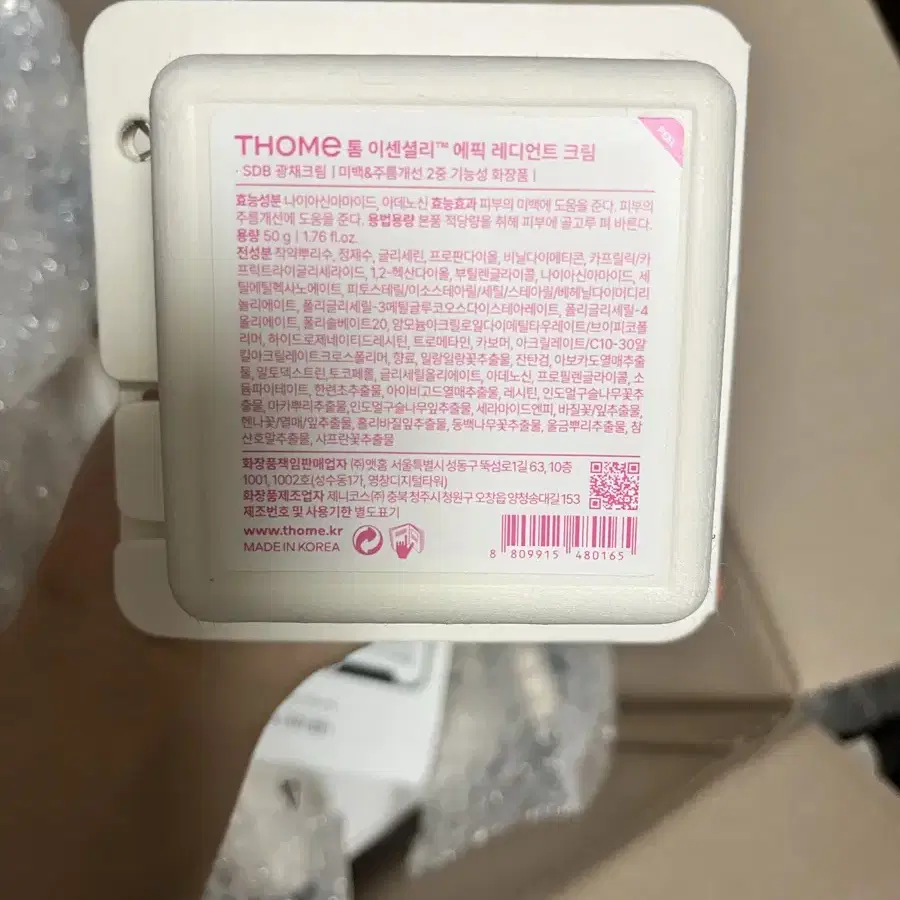 THOME 톰 이센셜리™ 에픽 레디언트 크림
· SDB 광채크림 | 미백&주름개선 2중 기능성 화장품 |
효능성분 나이아신아마이드, 아데노신 효능효과 피부의 미백에 도움을 준다. 피부의
주름개선에 도움을 준다. 용법용량 본품 적당량을 취해 피부에 골고루 펴 바른다.
용량 50 g | 1.76 fl.oz.
전성분 작약뿌리수, 정제수, 글리세린, 프로판다이올, 비닐다이메티콘, 카프릴릭/카
프릭트라이글리세라이드, 1,2-헥산다이올, 부틸렌글라이콜, 나이아신아마이드, 세
틸에틸헥사노에이트, 피토스테릴/이소스테아릴/세틸/스테아릴/베헤닐다이머디리
놀리에이트, 폴리글리세릴-3메틸글루코오스다이스테아레이트, 폴리글리세릴-4
올리에이트, 폴리솔베이트20, 암모늄아크릴로일다이메틸타우레이트/브이피코폴
리머, 하이드로제네이티드레시틴, 트로메타민, 카보머, 아크릴레이트/C10-30알
킬아크릴레이트크로스폴리머, 향료, 일랑일랑꽃추출물, 잔탄검, 아보카도열매추출
물, 말토덱스트린, 토코페롤, 글리세릴올리에이트, 아데노신, 프로필렌글라이콜, 소
듐파이테이트, 한련초추출물, 아이비고드열매추출물, 레시틴, 인도멀구슬나무꽃추
출물, 마카뿌리추출물,인도멀구슬나무잎추출물, 세라마이드엔피, 바질꽃/잎추출물,
헨나꽃/열매/잎추출물, 홀리바질잎추출물, 동백나무꽃추출물, 울금뿌리추출물, 참
산호말추출물, 사프란꽃추출물
화장품책임판매업자 (주)앳홈 서울특별시 성동구 뚝섬로1길 63, 10층
1001, 1002호(성수동1가, 영창디지털타워)
화장품제조업자 제니코스(주) 충북 청주시 청원구 오창읍 양청송대길 153
제조번호 및 사용기한 별도표기
www.thome.kr
MADE IN KOREA
8 809915 480165